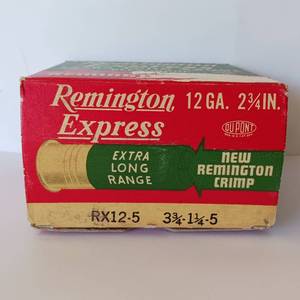 Remington 12 GA. 2¾ IN.
Express
DU PONT
EXTRA
LONG
RANGE
NEW
REMINGTON
CRIMP
RX12-5 3¾-1¼-5